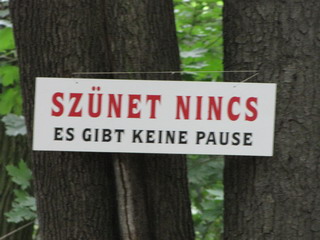 SZÜNET NINCS
ES GIBT KEINE PAUSE